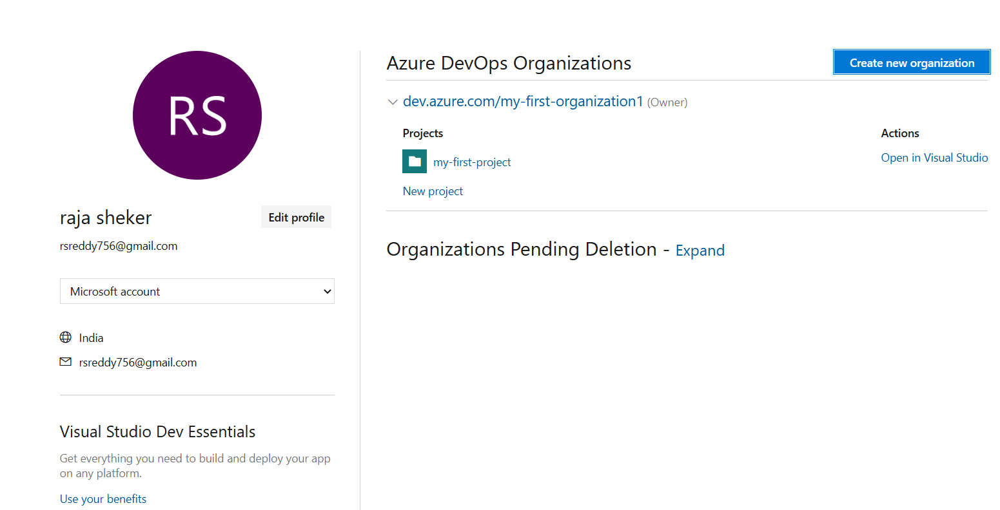 RS
raja sheker
Edit profile
rsreddy756@gmail.com
Microsoft account
India
rsreddy756@gmail.com
Visual Studio Dev Essentials
Get everything you need to build and deploy your app
on any platform.
Use your benefits
Azure DevOps Organizations
Create new organization
dev.azure.com/my-first-organization1 (Owner)
Projects
Actions
my-first-project
Open in Visual Studio
New project
Organizations Pending Deletion - Expand